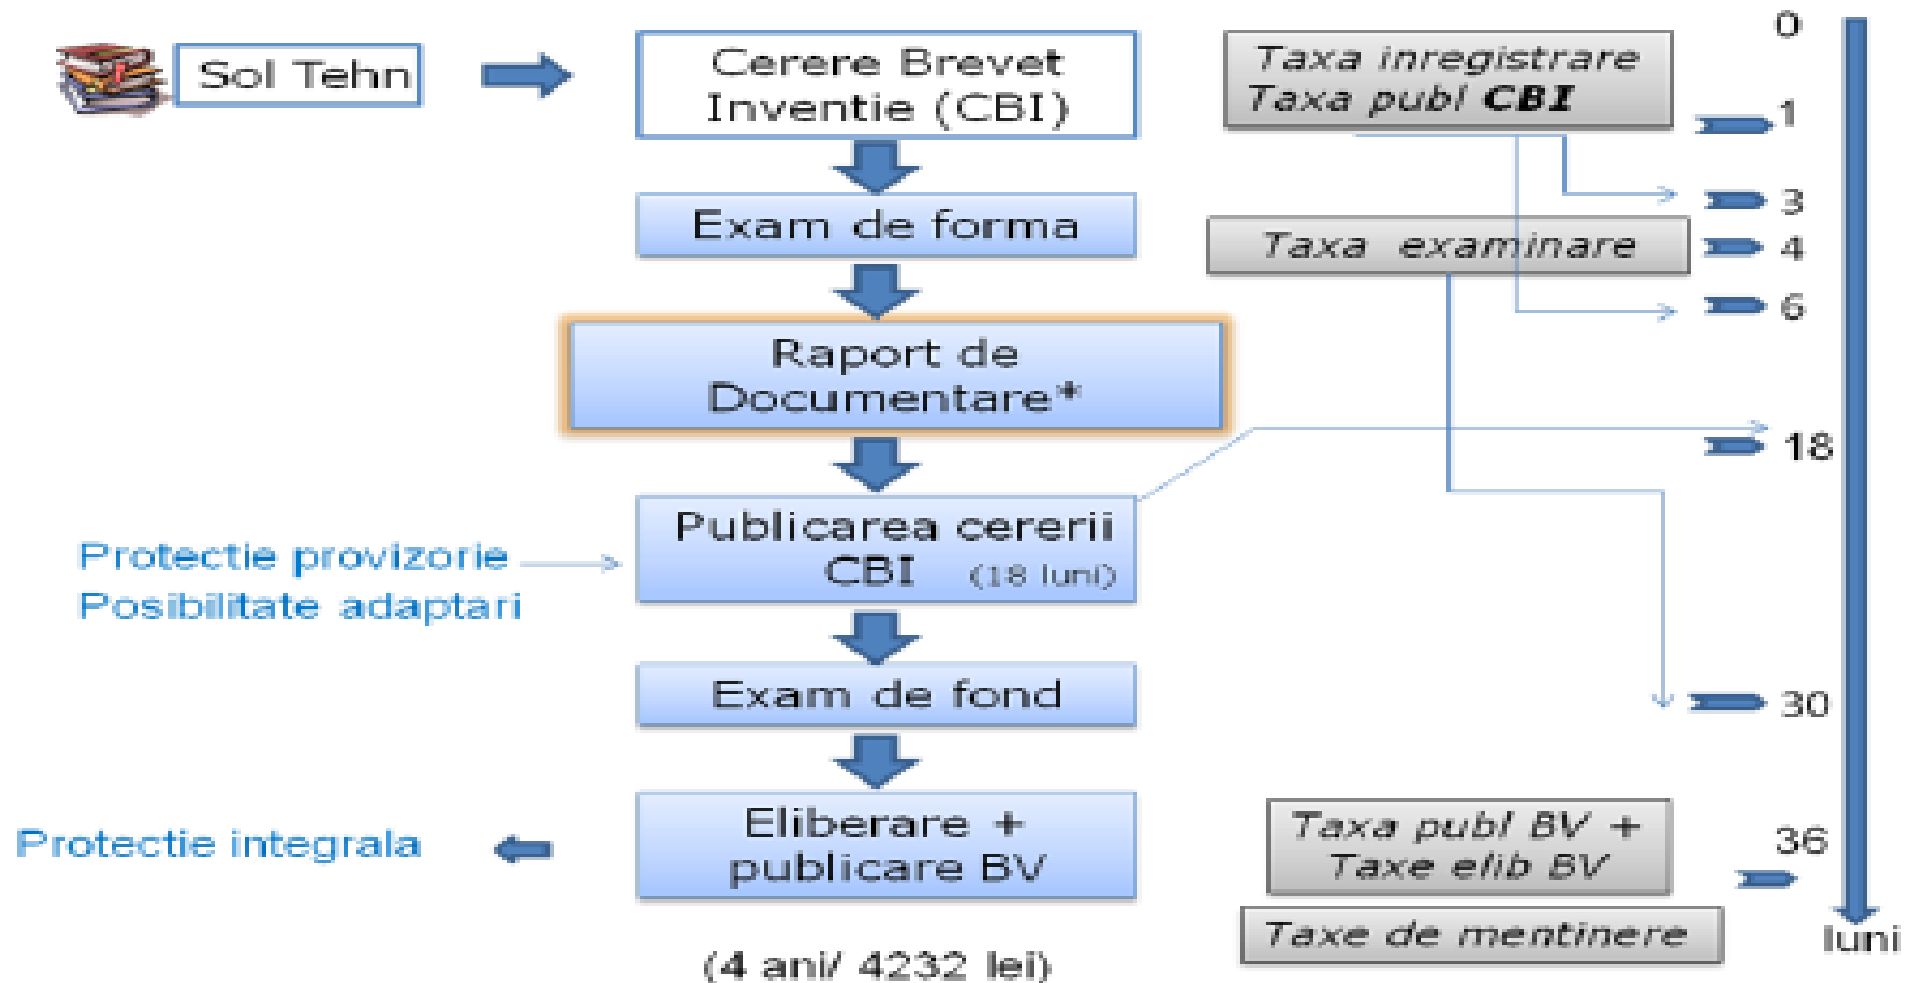 Sol Tehn
Cerere Brevet
Inventie (CBI)
Exam de forma
Raport de
Documentare*
Publicarea cererii
CBI (18 luni)
Exam de fond
Eliberare +
publicare BV
(4 ani/ 4232 lei)
Protectie provizorie
Posibilitate adaptari
Protectie integrala
Taxa inregistrare
Taxa publ CBI
Taxa examinare
Taxa publ BV +
Taxe elib BV
Taxe de mentinere
0
1
3
4
6
18
30
36
luni